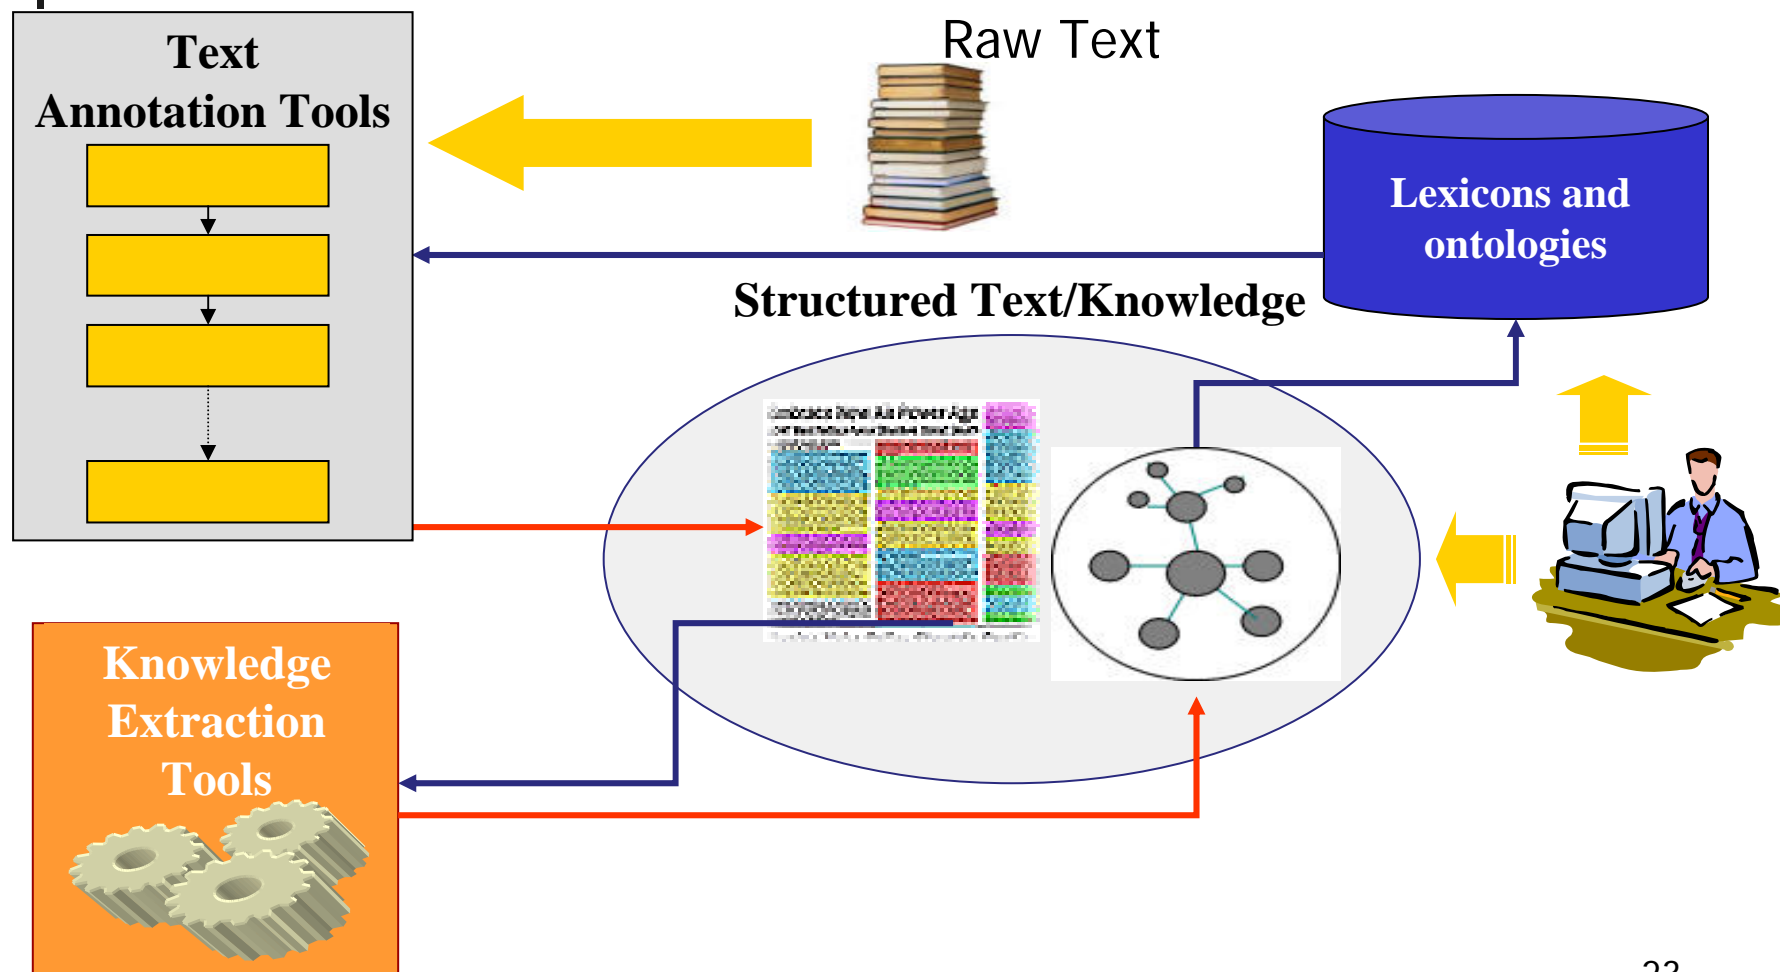 Text
Annotation Tools
Raw Text
Lexicons and
ontologies
Structured Text/Knowledge
Knowledge
Extraction
Tools